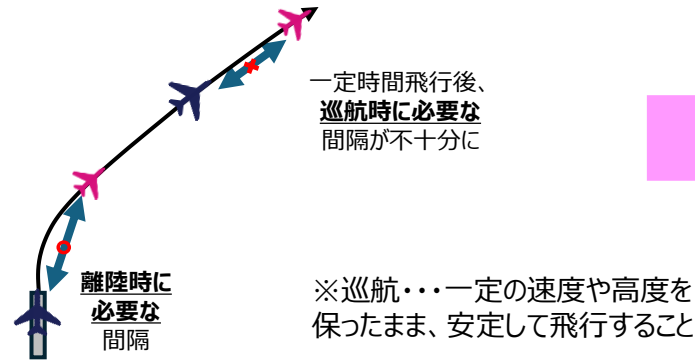 一定時間飛行後、
巡航時に必要な
間隔が不十分に
離陸時に
必要な
間隔
※巡航・・・一定の速度や高度を
保ったまま、安定して飛行すること